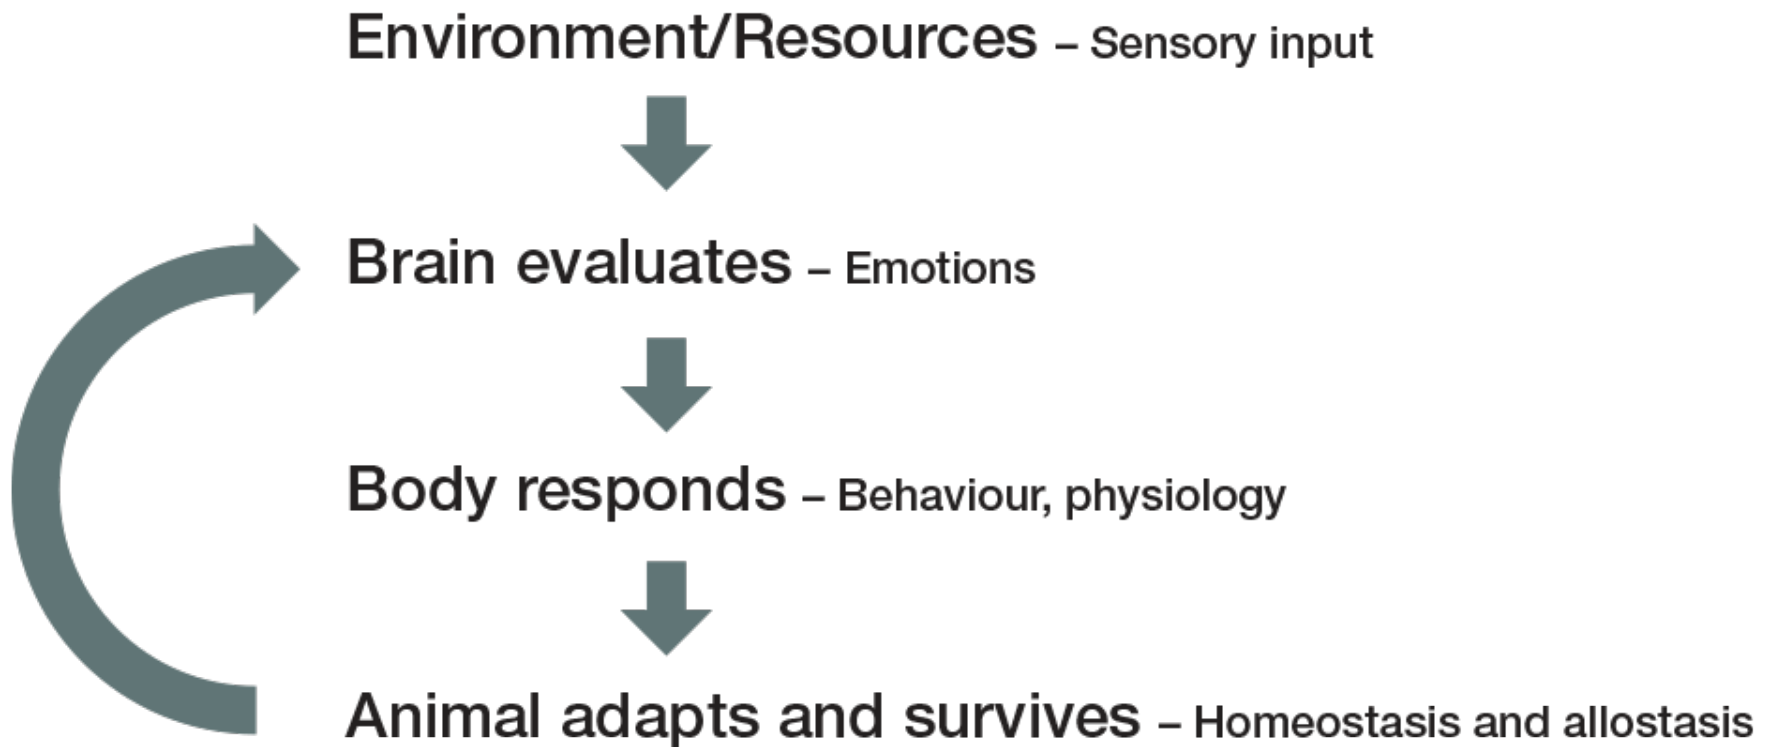 Environment/Resources – Sensory input
Brain evaluates – Emotions
Body responds – Behaviour, physiology
Animal adapts and survives – Homeostasis and allostasis